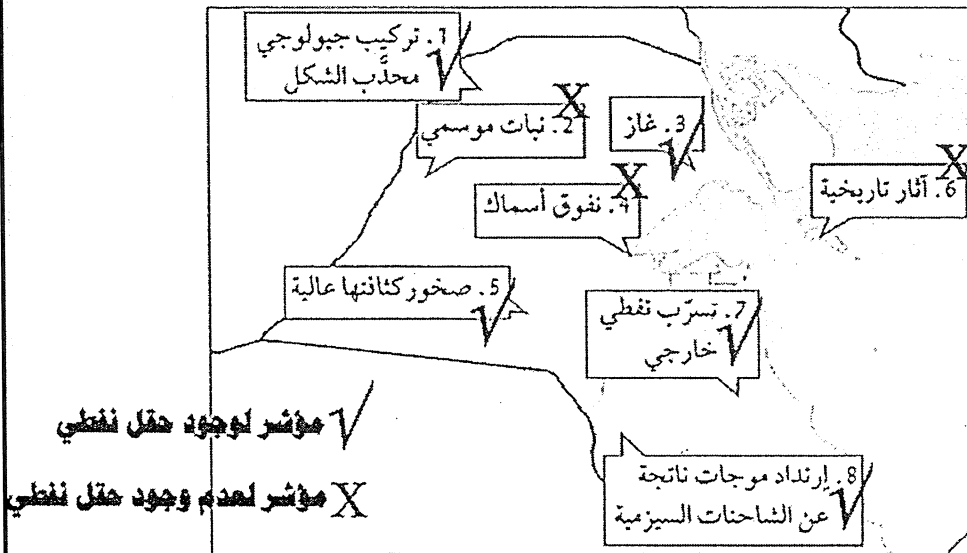 1. تركيب جيولوجي
محدَّب الشكل
2. نبات موسمي
3. غاز
4. نفوق أسماك
6. آثار تاريخية
5. صخور كثافتها عالية
7. تسرّب نفطي
خارجي
مؤشر لوجود حقل نفطي
8. إرتداد موجات ناتجة
عن الشاحنات السيزمية
مؤشر لعدم وجود حقل نفطي